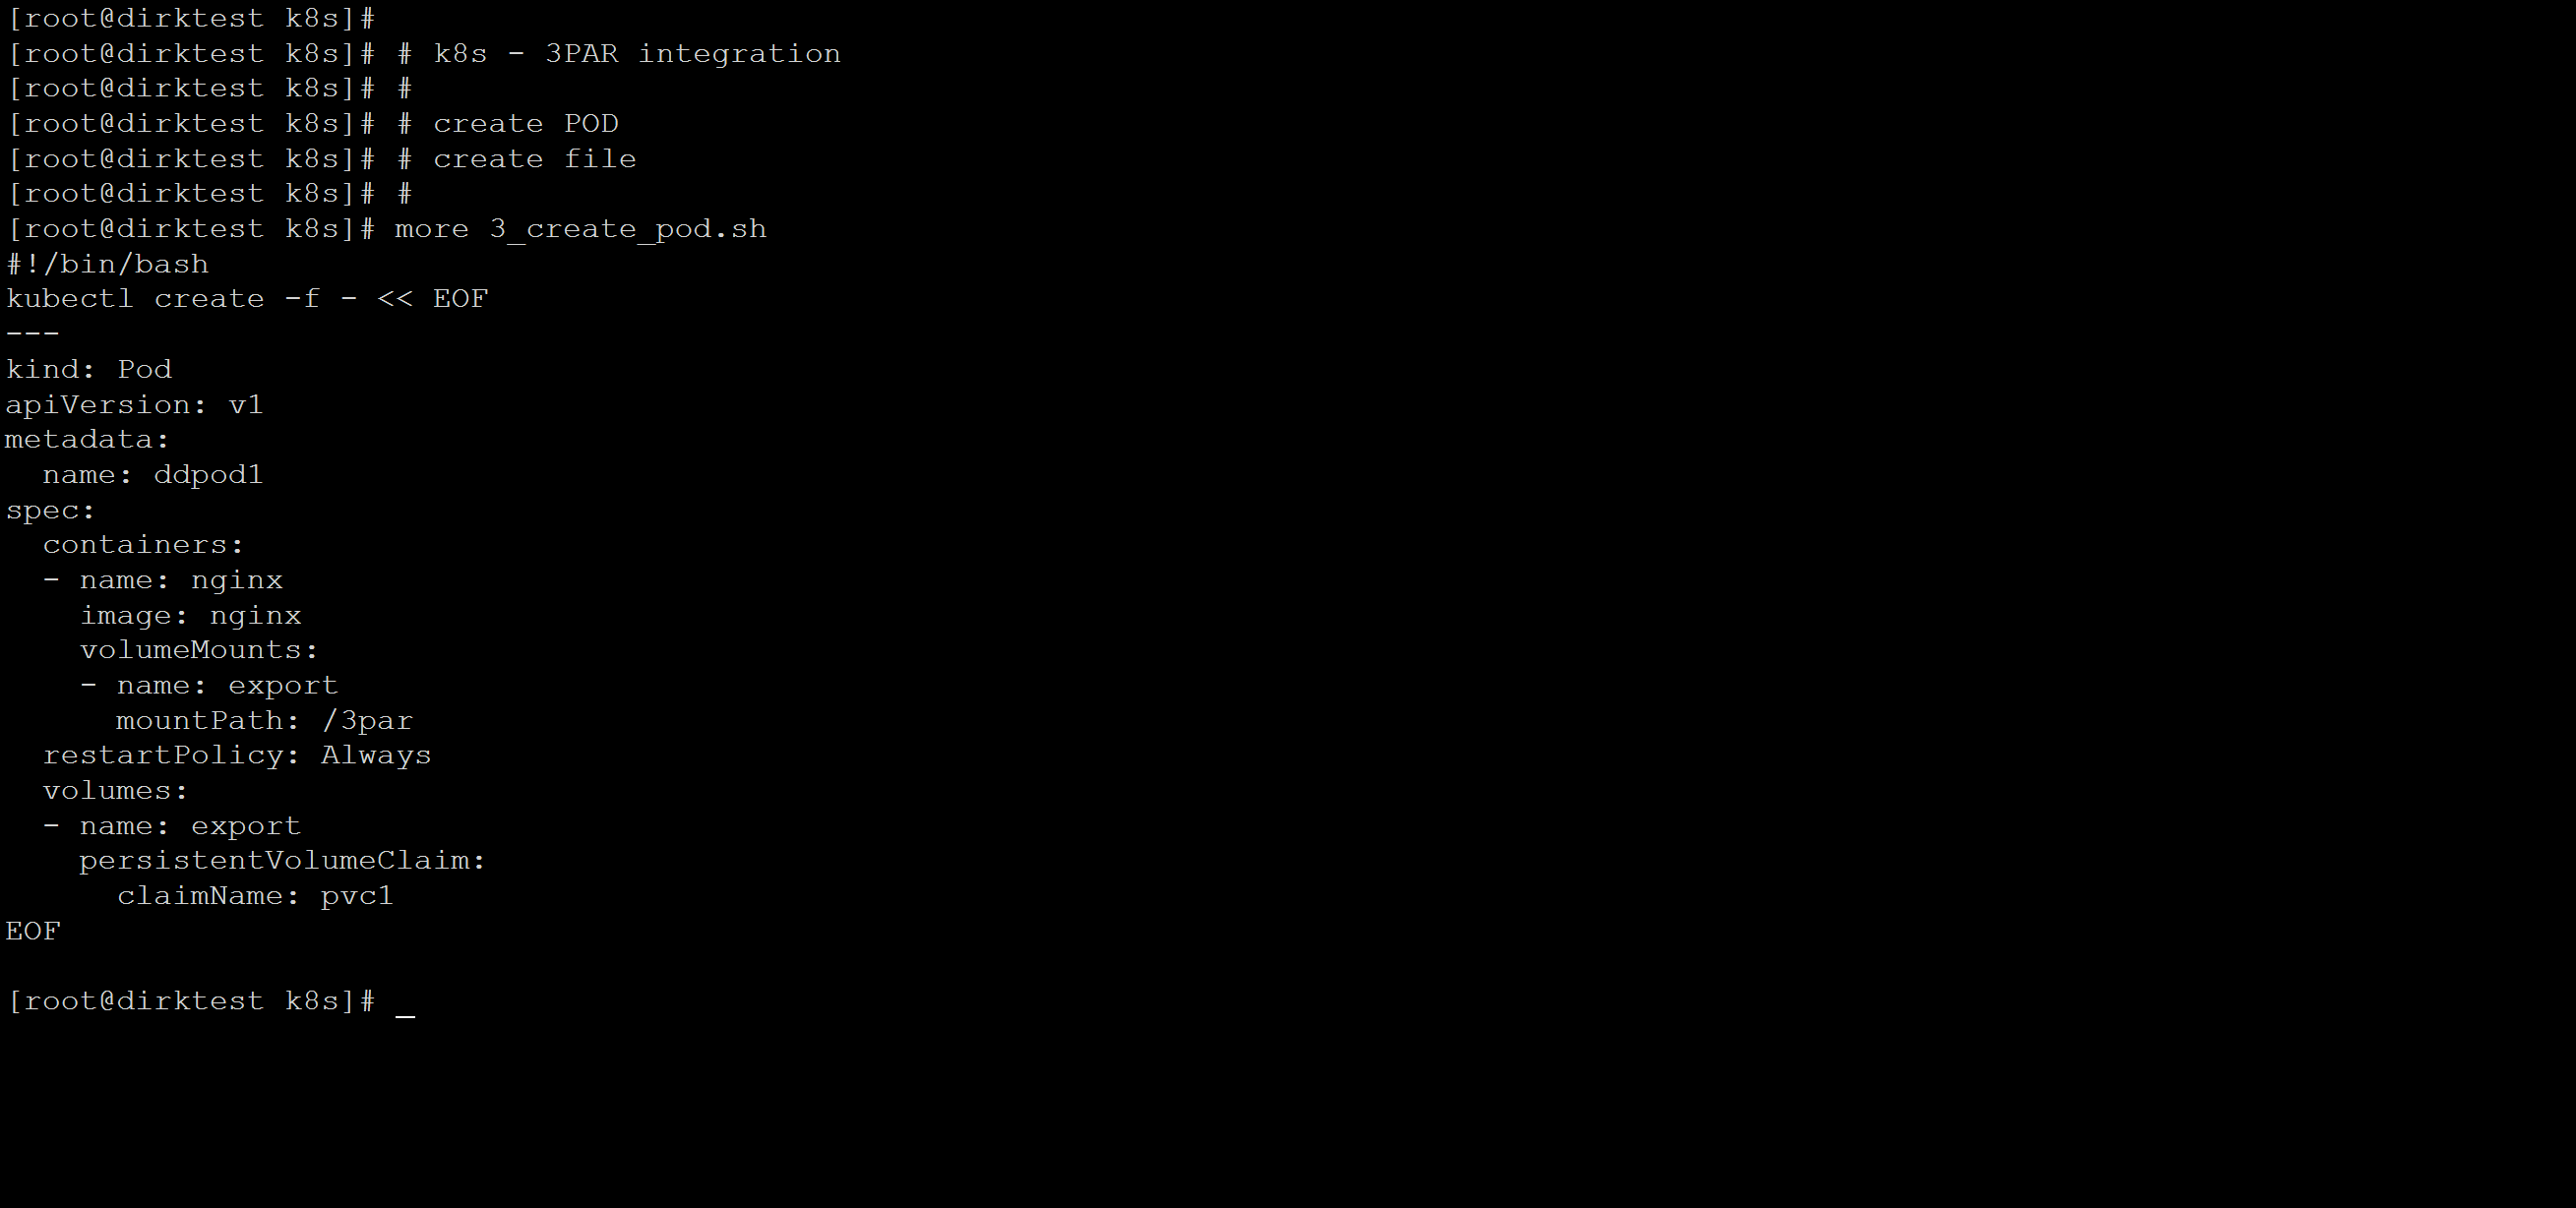 [root@dirktest k8s]#
[root@dirktest k8s]# # k8s - 3PAR integration
[root@dirktest k8s]# #
[root@dirktest k8s]# # create POD
[root@dirktest k8s]# # create file
[root@dirktest k8s]# #
[root@dirktest k8s]# more 3_create_pod.sh
#!/bin/bash
kubectl create -f - << EOF
---
kind: Pod
apiVersion: v1
metadata:
  name: ddpod1
spec:
  containers:
  - name: nginx
    image: nginx
    volumeMounts:
    - name: export
      mountPath: /3par
  restartPolicy: Always
  volumes:
  - name: export
    persistentVolumeClaim:
      claimName: pvc1
EOF

[root@dirktest k8s]# _